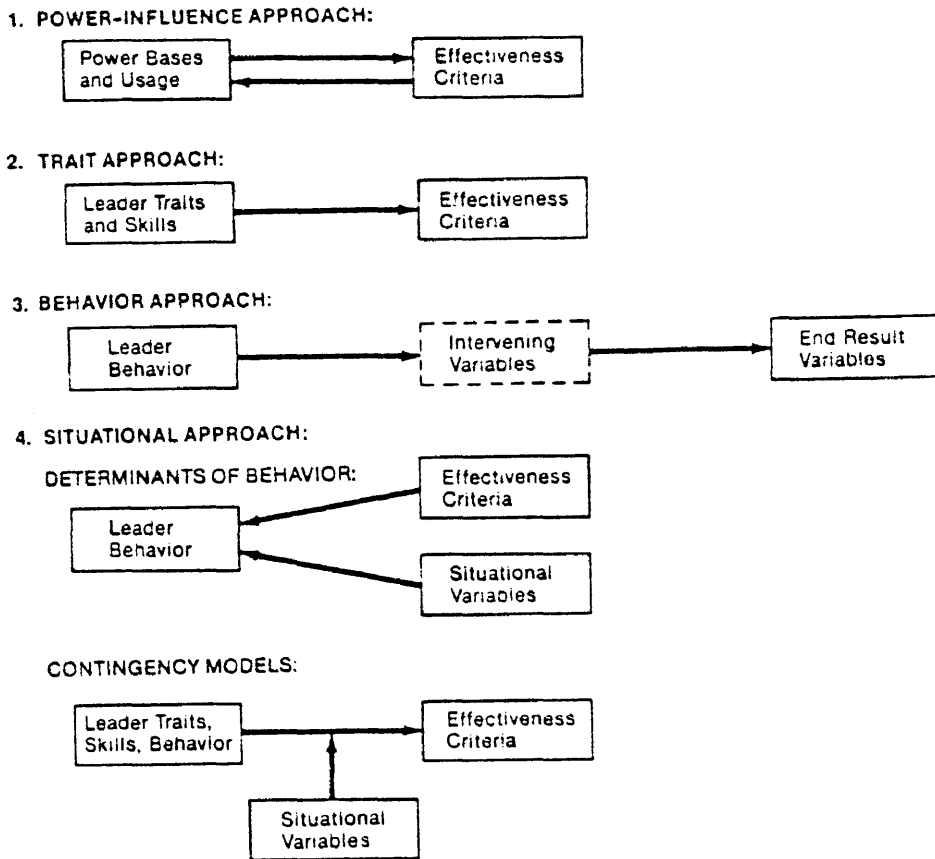 1. POWER-INFLUENCE APPROACH:
Power Bases
and Usage
Effectiveness
Criteria
2. TRAIT APPROACH:
Leader Traits
and Skills
Effectiveness
Criteria
3. BEHAVIOR APPROACH:
Leader
Behavior
Intervening
Variables
End Result
Variables
4. SITUATIONAL APPROACH:
DETERMINANTS OF BEHAVIOR:
Leader
Behavior
Effectiveness
Criteria
Situational
Variables
CONTINGENCY MODELS:
Leader Traits,
Skills, Behavior
Effectiveness
Criteria
Situational
Variables